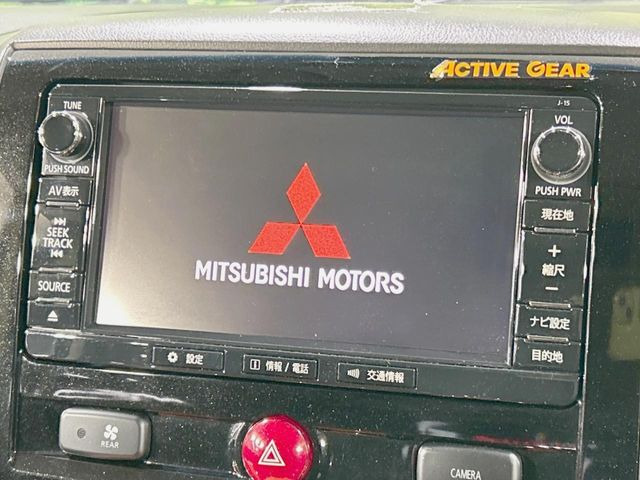 ACTIVE GEAR
J-15
TUNE
PUSH SOUND
AV表示
SEEK
TRACK
SOURCE
MITSUBISHI MOTORS
VOL
PUSH PWR
現在地
+
縮尺
−
ナビ設定
目的地
設定
情報 / 電話
交通情報
REAR
CAMERA